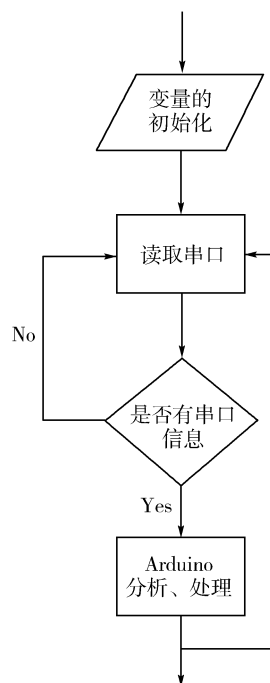 变量的
初始化
读取串口
No
是否有串口
信息
Yes
Arduino
分析、处理